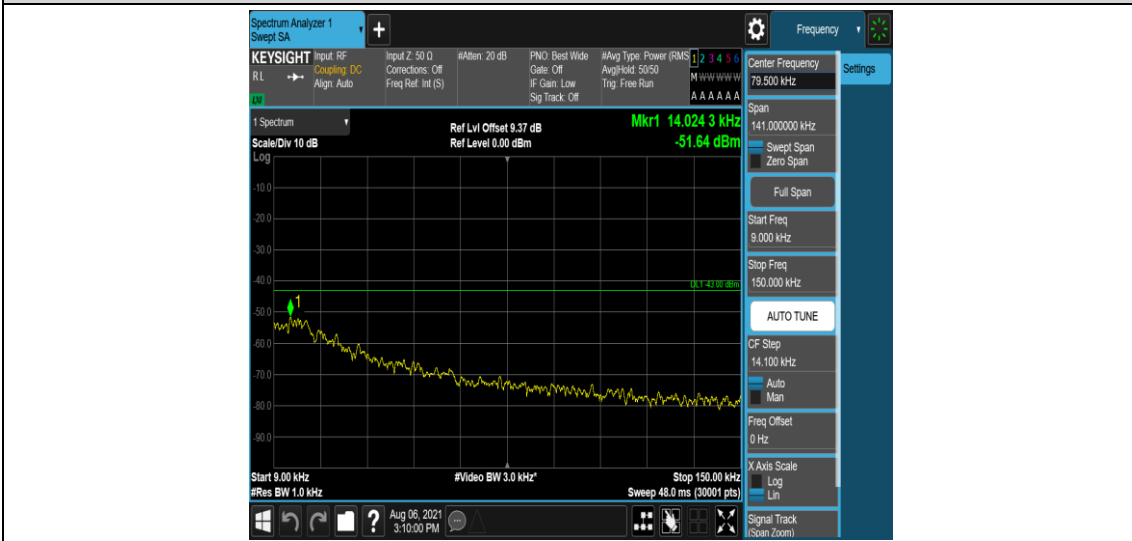 Spectrum Analyzer 1
Swept SA
+
Frequency
KEYSIGHT
RL
LXI
Input: RF
Coupling: DC
Align: Auto
Input Z: 50 Ω
Corrections: Off
Freq Ref: Int (S)
#Atten: 20 dB
PNO: Best Wide
Gate: Off
IF Gain: Low
Sig Track: Off
#Avg Type: Power (RMS
Avg|Hold: 50/50
Trig: Free Run
1 2 3 4 5 6
M W W W W W
A A A A A A
1 Spectrum
Scale/Div 10 dB
Log
Ref Lvl Offset 9.37 dB
Ref Level 0.00 dBm
Mkr1 14.024 3 kHz
-51.64 dBm
-10.0
-20.0
-30.0
-40.0
DL1 -43.00 dBm
1
-50.0
-60.0
-70.0
-80.0
-90.0
Start 9.00 kHz
#Res BW 1.0 kHz
#Video BW 3.0 kHz*
Stop 150.00 kHz
Sweep 48.0 ms (30001 pts)
?
Aug 06, 2021
3:10:00 PM
Center Frequency
79.500 kHz
Settings
Span
141.000000 kHz
Swept Span
Zero Span
Full Span
Start Freq
9.000 kHz
Stop Freq
150.000 kHz
AUTO TUNE
CF Step
14.100 kHz
Auto
Man
Freq Offset
0 Hz
X Axis Scale
Log
Lin
Signal Track
(Span Zoom)